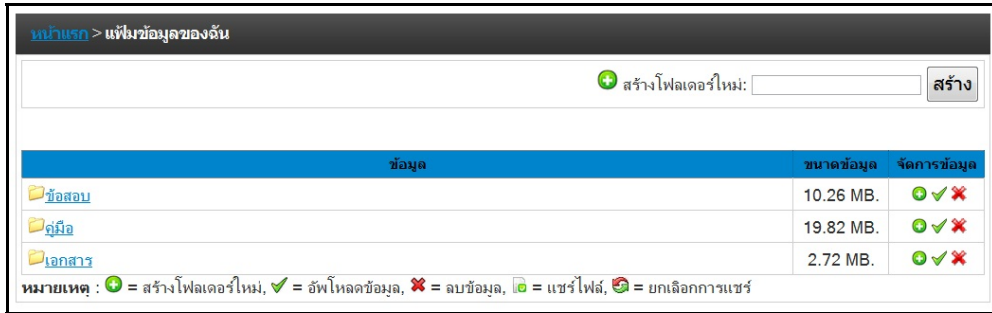 หน้าแรก > แฟ้มข้อมูลของฉัน
สร้างโฟลเดอร์ใหม่: สร้าง
ข้อมูล ขนาดข้อมูล จัดการข้อมูล
ข้อสอบ 10.26 MB.
คู่มือ 19.82 MB.
เอกสาร 2.72 MB.
หมายเหตุ : = สร้างโฟลเดอร์ใหม่, = อัพโหลดข้อมูล, = ลบข้อมูล, = แชร์ไฟล์, = ยกเลิกการแชร์